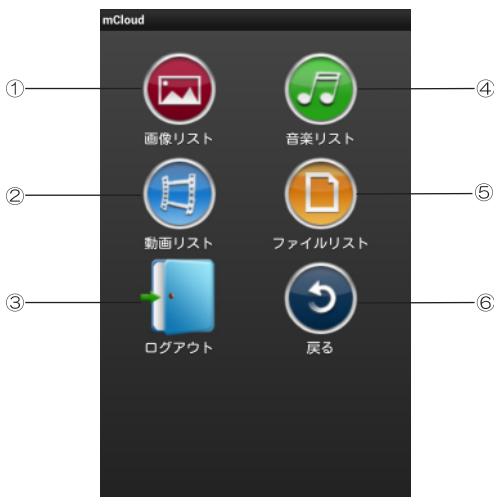 mCloud
① ④
画像リスト 音楽リスト
② ⑤
動画リスト ファイルリスト
③ ⑥
ログアウト 戻る